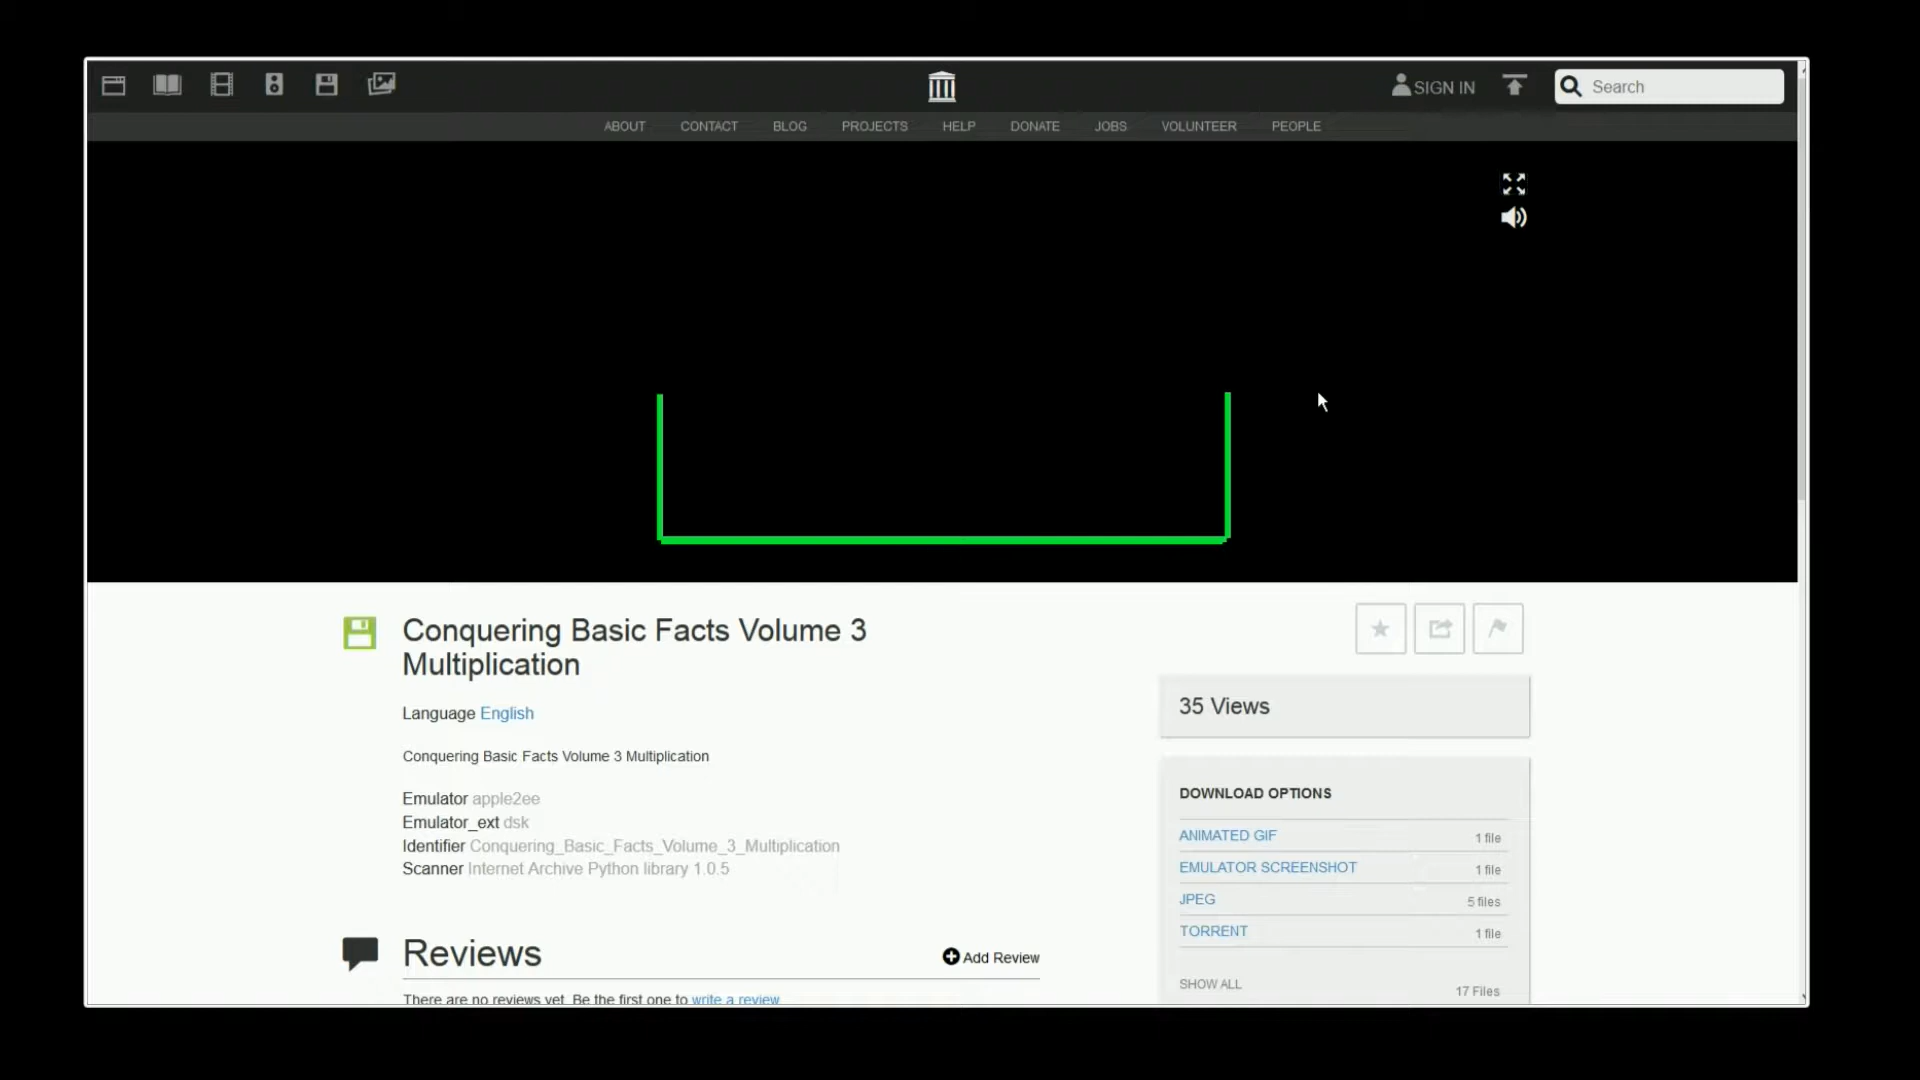 SIGN IN
Search
ABOUT CONTACT BLOG PROJECTS HELP DONATE JOBS VOLUNTEER PEOPLE
Conquering Basic Facts Volume 3
Multiplication
Language English
Conquering Basic Facts Volume 3 Multiplication
Emulator apple2ee
Emulator_ext dsk
Identifier Conquering_Basic_Facts_Volume_3_Multiplication
Scanner Internet Archive Python library 1.0.5
Reviews
Add Review
There are no reviews yet. Be the first one to write a review.
35 Views
DOWNLOAD OPTIONS
ANIMATED GIF 1 file
EMULATOR SCREENSHOT 1 file
JPEG 5 files
TORRENT 1 file
SHOW ALL 17 Files